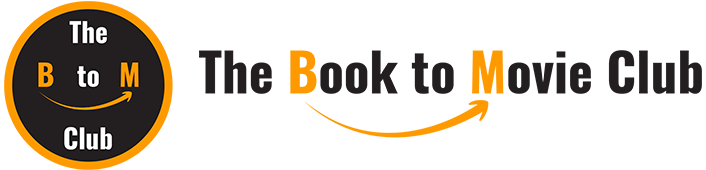 The
B to M
Club
The Book to Movie Club